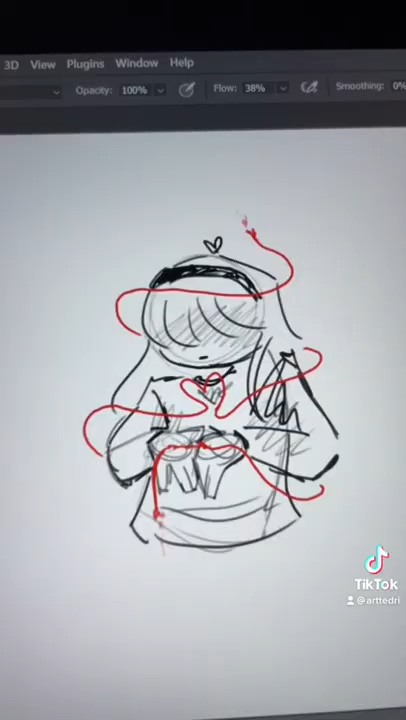 3D View Plugins Window Help
Opacity: 100% Flow: 38% Smoothing: 0%
TikTok
@arttedri